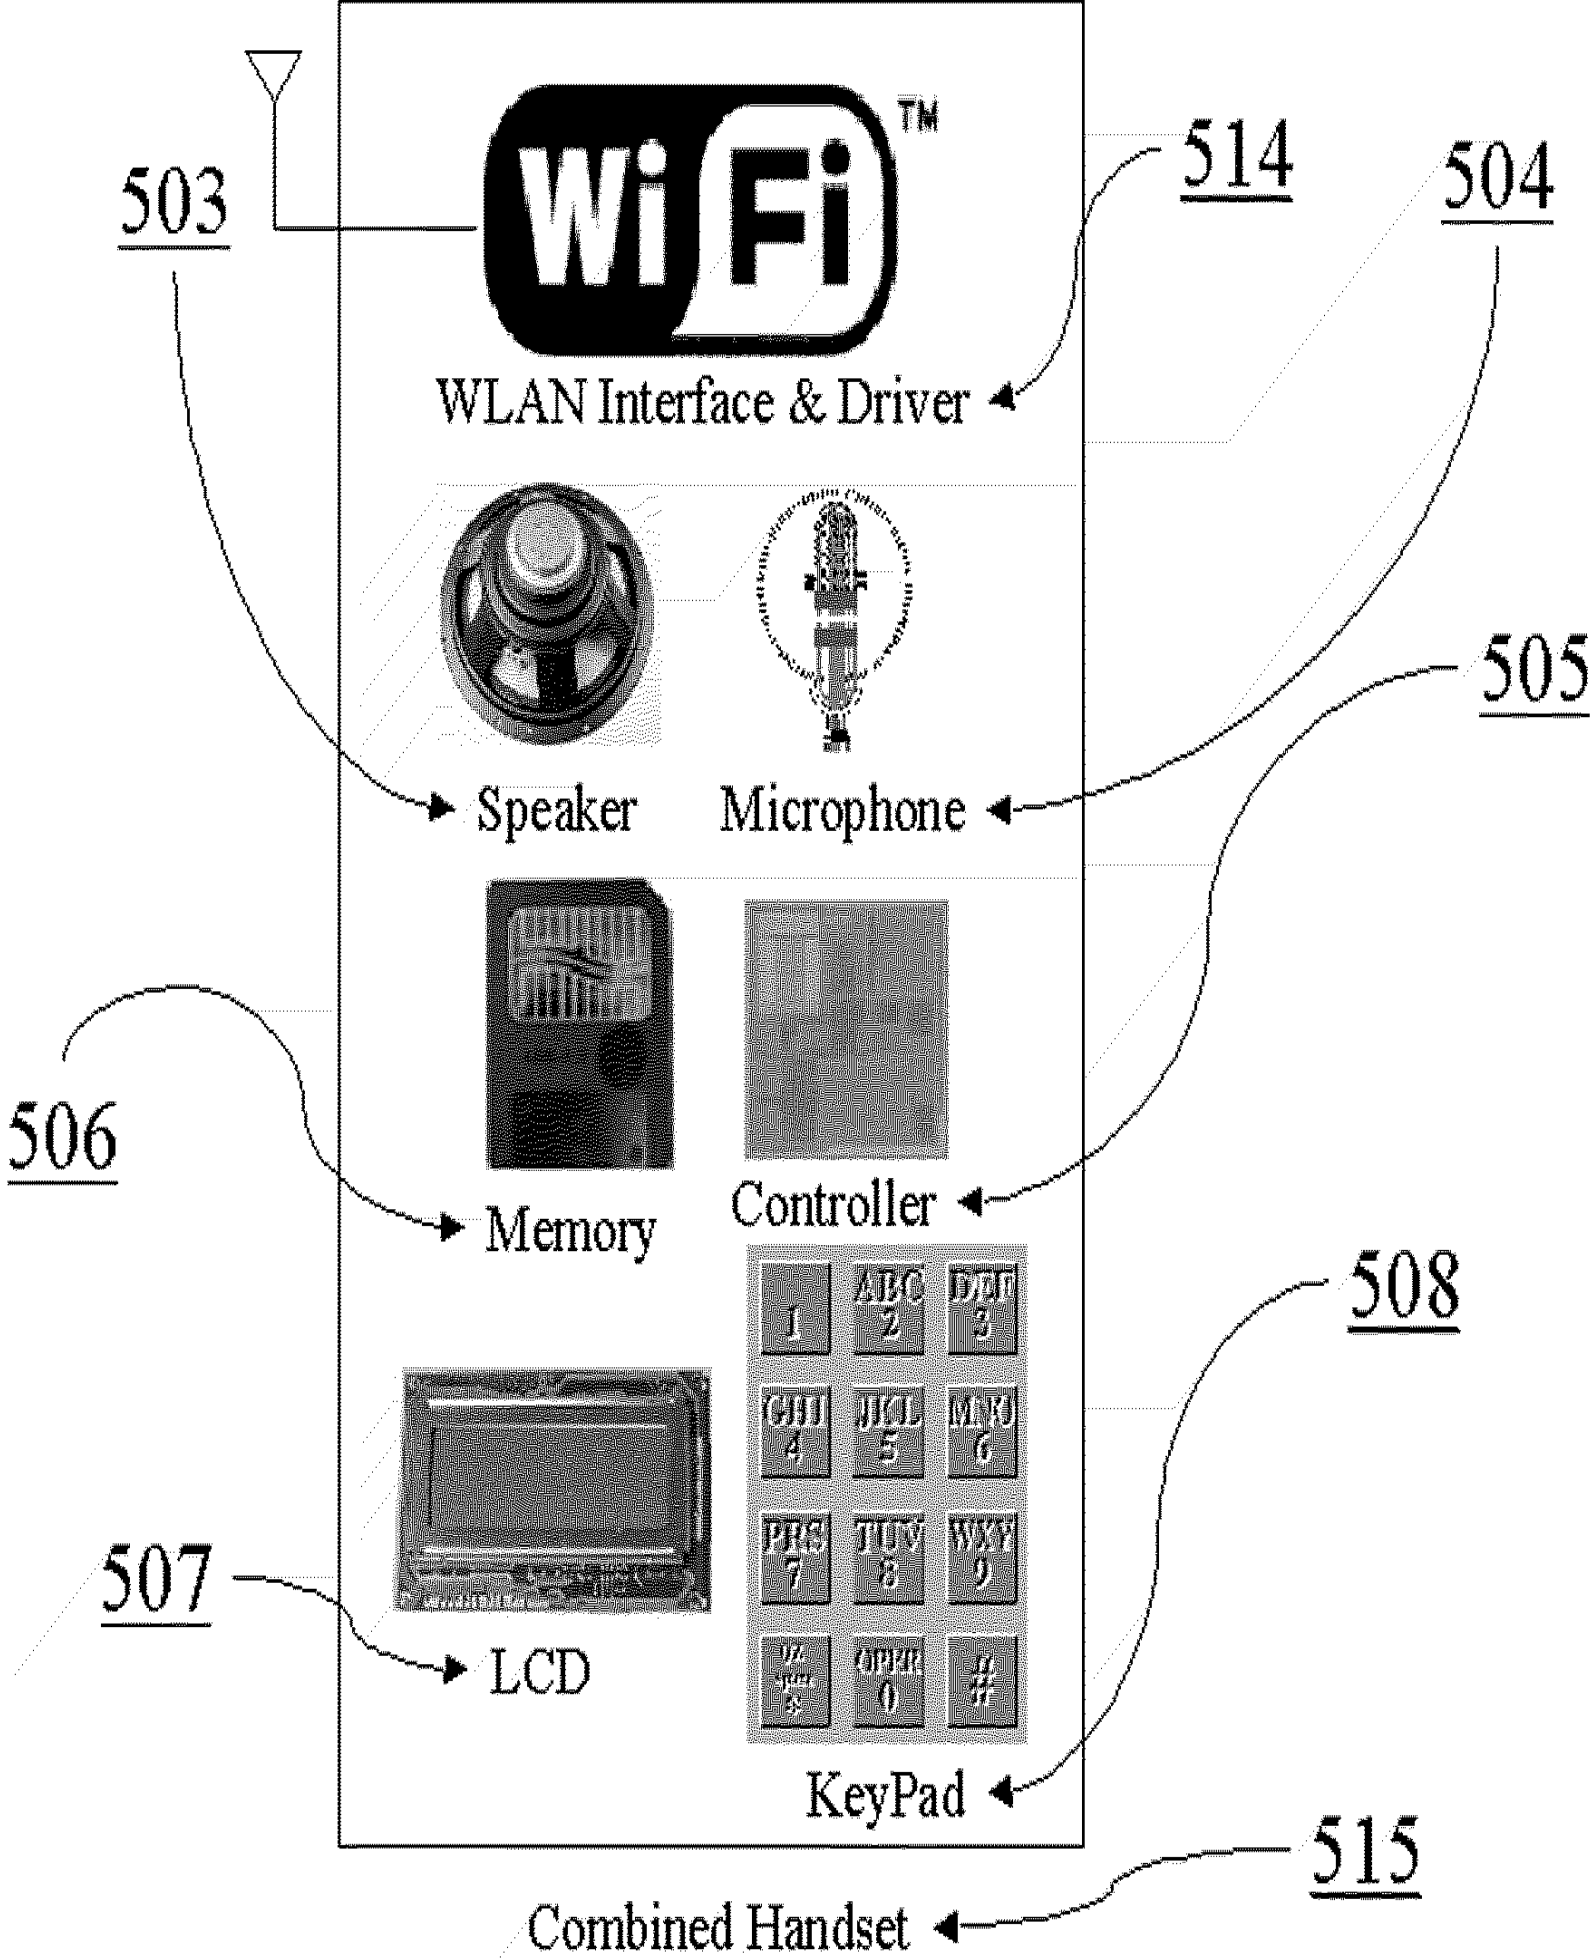 WiFi TM
514
504
503
WLAN Interface & Driver
505
Speaker
Microphone
506
Controller
Memory
508
1
ABC
2
DEF
3
GHI
4
JKL
5
6
PRS
7
TUV
8
WXY
9
*
OPER
0
#
507
LCD
KeyPad
515
Combined Handset